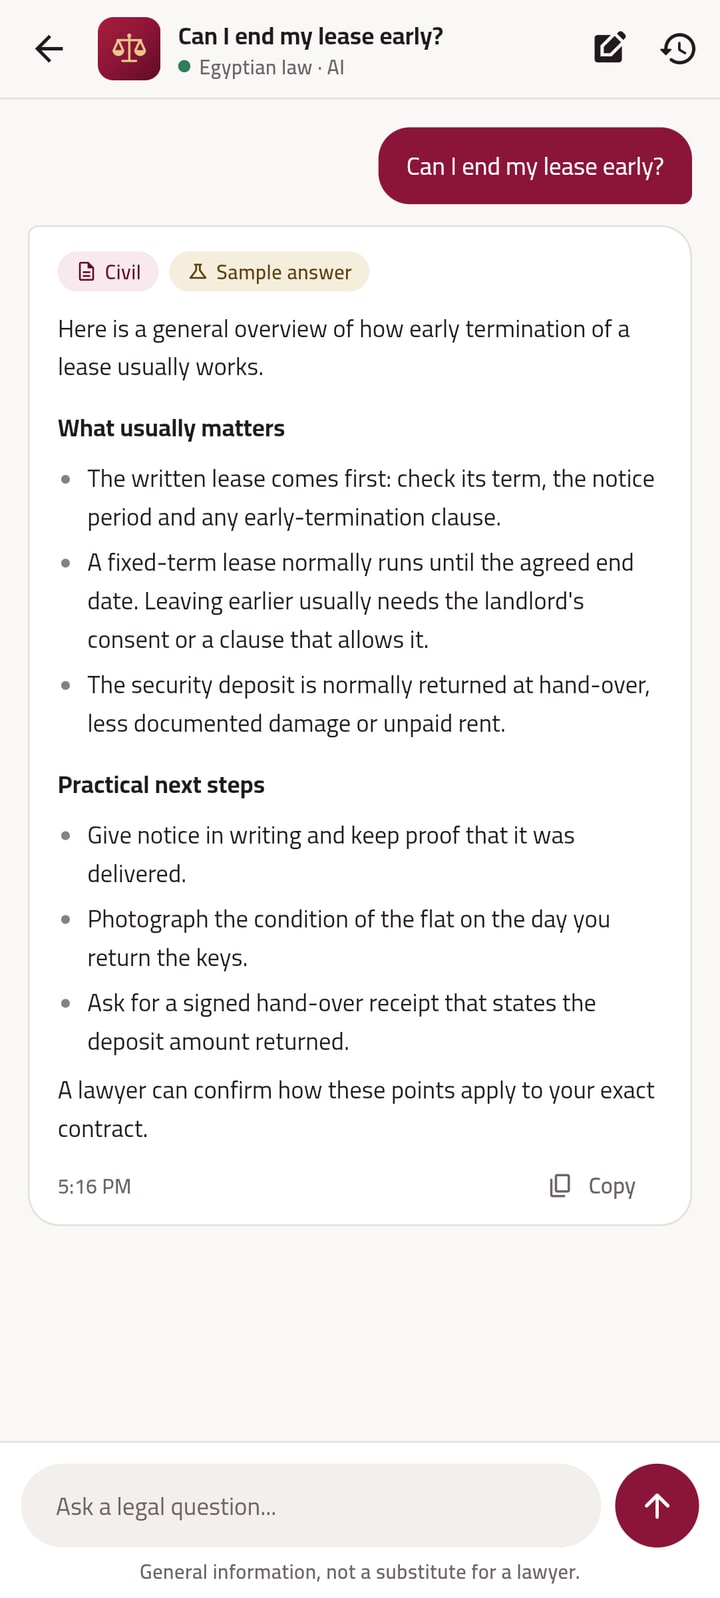 Can I end my lease early?
Egyptian law · AI
Can I end my lease early?
Civil
Sample answer
Here is a general overview of how early termination of a
lease usually works.
What usually matters
• The written lease comes first: check its term, the notice
period and any early-termination clause.
• A fixed-term lease normally runs until the agreed end
date. Leaving earlier usually needs the landlord's
consent or a clause that allows it.
• The security deposit is normally returned at hand-over,
less documented damage or unpaid rent.
Practical next steps
• Give notice in writing and keep proof that it was
delivered.
• Photograph the condition of the flat on the day you
return the keys.
• Ask for a signed hand-over receipt that states the
deposit amount returned.
A lawyer can confirm how these points apply to your exact
contract.
5:16 PM
Copy
Ask a legal question...
General information, not a substitute for a lawyer.